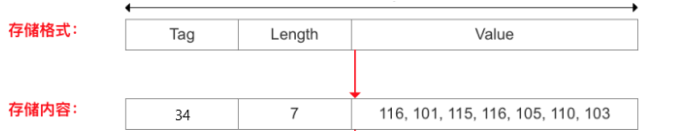 存储格式： Tag Length Value
存储内容： 34 7 116, 101, 115, 116, 105, 110, 103